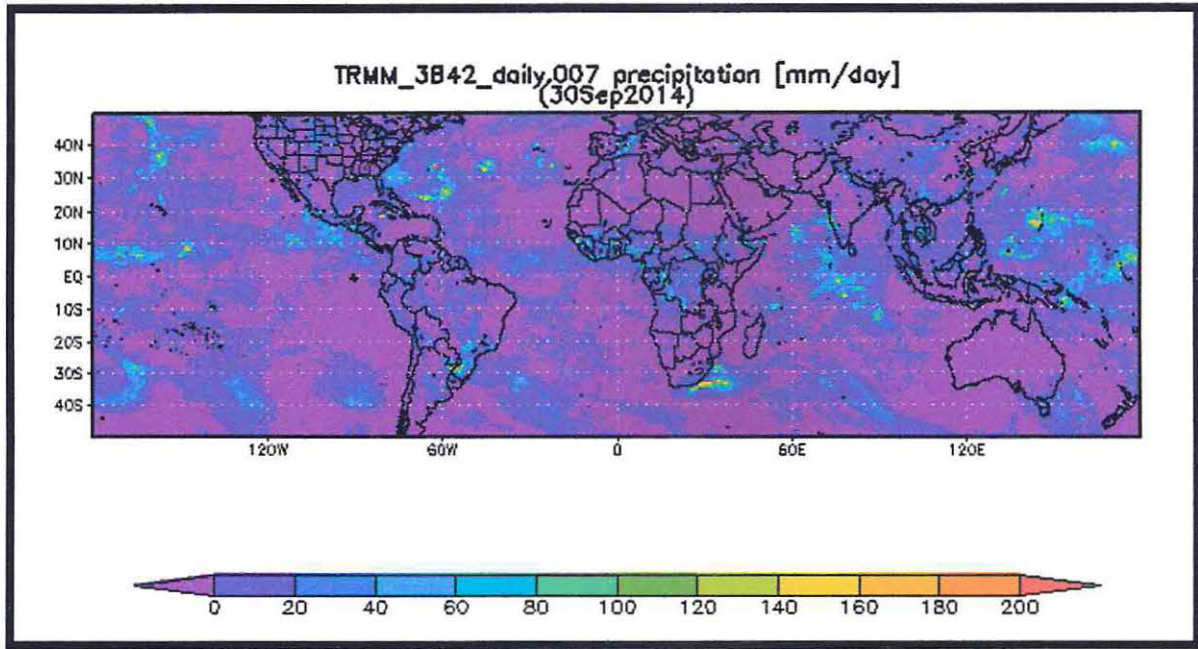 TRMM_3B42_daily.007 precipitation [mm/day]
(30Sep2014)
40N
30N
20N
10N
EQ
10S
20S
30S
40S
120W 60W 0 60E 120E
0 20 40 60 80 100 120 140 160 180 200